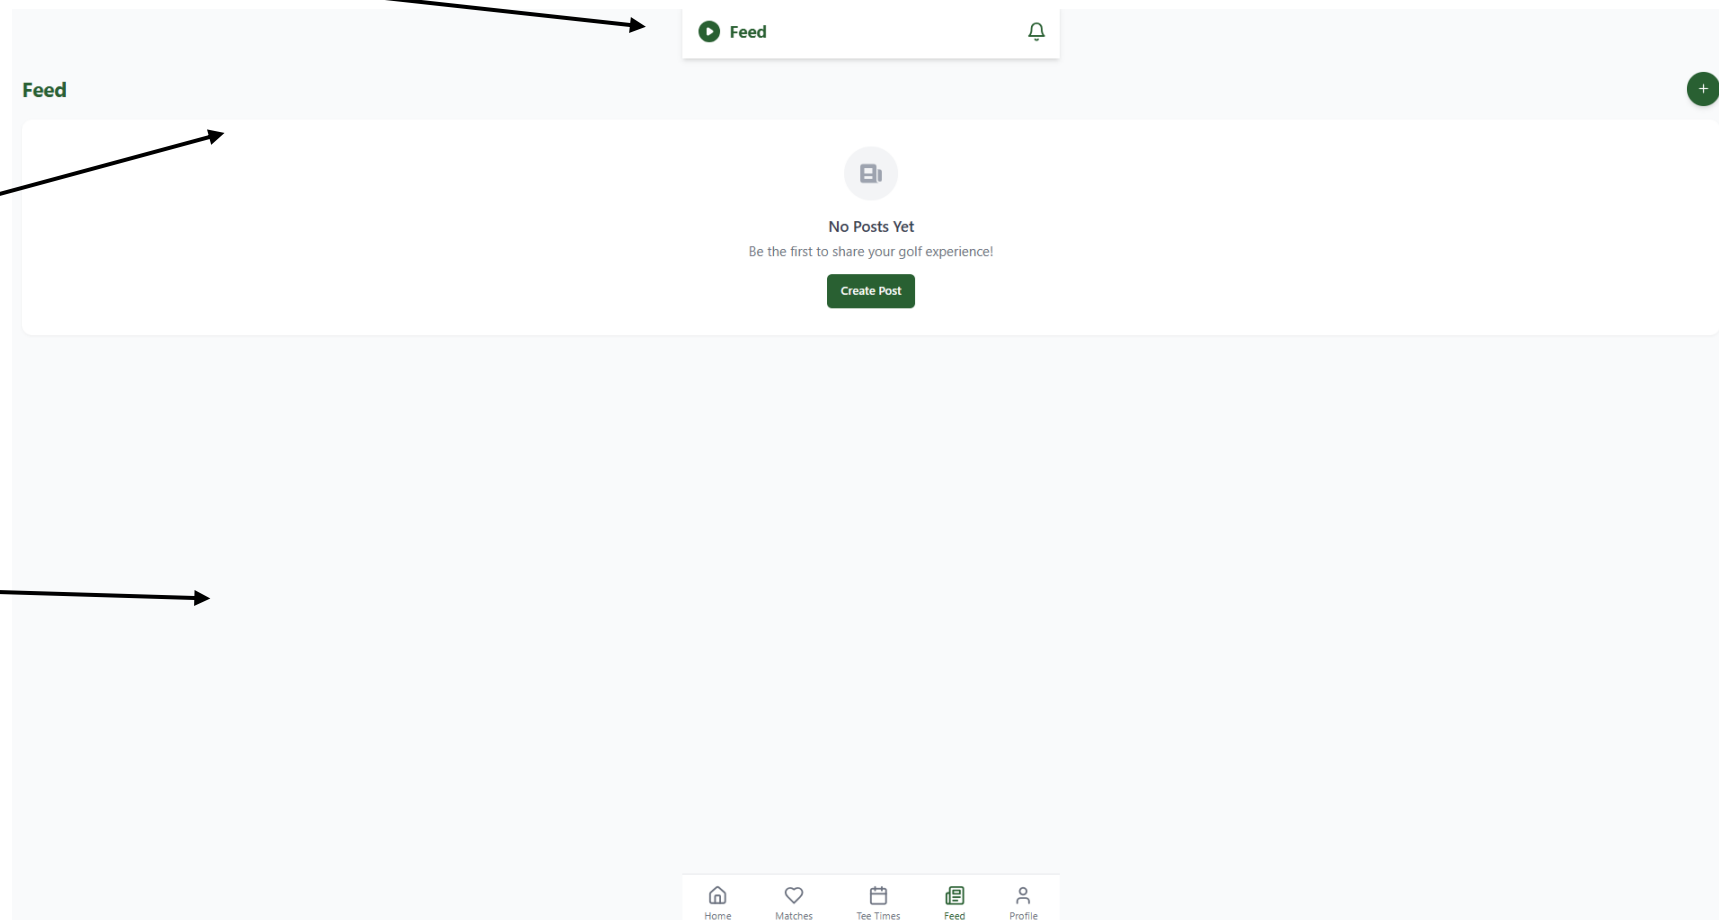 Feed
Feed
+
No Posts Yet
Be the first to share your golf experience!
Create Post
Home Matches Tee Times Feed Profile